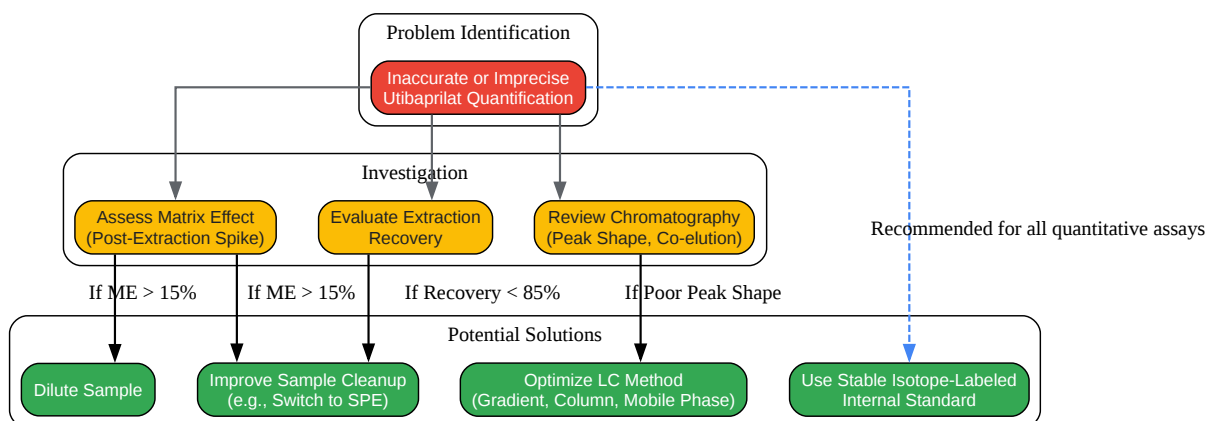 Problem Identification
Inaccurate or Imprecise
Utibaprilat Quantification
Investigation
Assess Matrix Effect
(Post-Extraction Spike)
Evaluate Extraction
Recovery
Review Chromatography
(Peak Shape, Co-elution)
Recommended for all quantitative assays
If ME > 15%
If ME > 15%
If Recovery < 85%
If Poor Peak Shape
Potential Solutions
Dilute Sample
Improve Sample Cleanup
(e.g., Switch to SPE)
Optimize LC Method
(Gradient, Column, Mobile Phase)
Use Stable Isotope-Labeled
Internal Standard